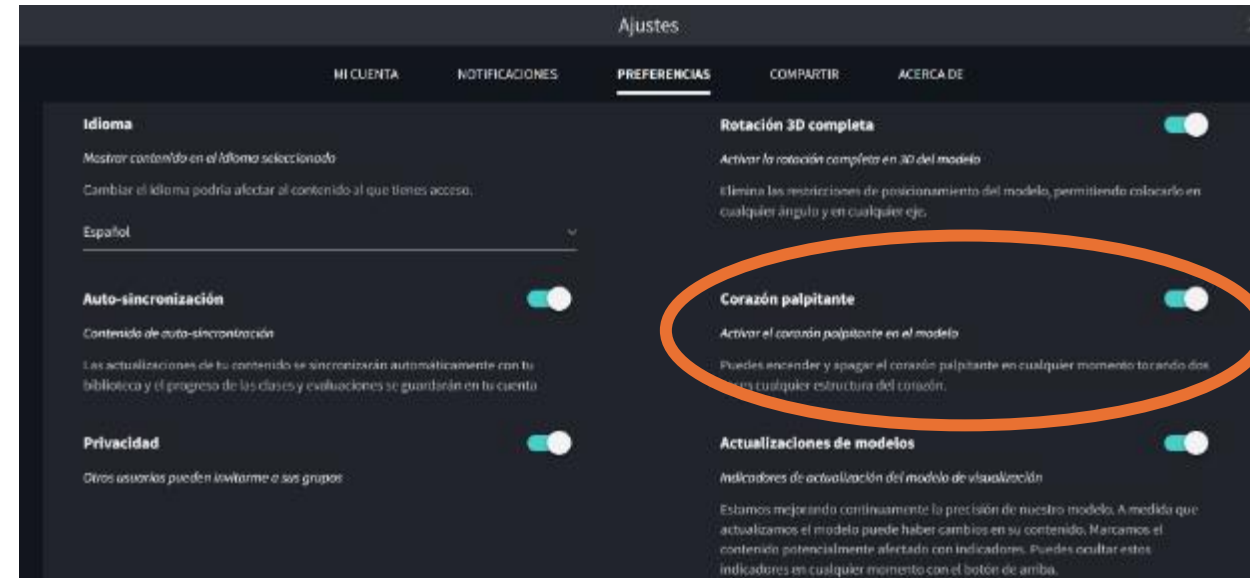 Ajustes
MI CUENTA NOTIFICACIONES PREFERENCIAS COMPARTIR ACERCA DE
Idioma
Mostrar contenido en el idioma seleccionado
Cambiar el idioma podría afectar al contenido al que tienes acceso.
Español
Auto-sincronización
Contenido de auto-sincronización
Las actualizaciones de tu contenido se sincronizarán automáticamente con tu
biblioteca y el progreso de las clases y evaluaciones se guardarán en tu cuenta
Privacidad
Otros usuarios pueden invitarme a sus grupos
Rotación 3D completa
Activar la rotación completa en 3D del modelo
Elimina las restricciones de posicionamiento del modelo, permitiendo colocarlo en
cualquier ángulo y en cualquier eje.
Corazón palpitante
Activar el corazón palpitante en el modelo
Puedes encender y apagar el corazón palpitante en cualquier momento tocando dos
cualquier estructura del corazón.
Actualizaciones de modelos
Indicadores de actualización del modelo de visualización
Estamos mejorando continuamente la precisión de nuestro modelo. A medida que
actualizamos el modelo puede haber cambios en su contenido. Marcamos el
contenido potencialmente afectado con indicadores. Puedes ocultar estos
indicadores en cualquier momento con el botón de arriba.